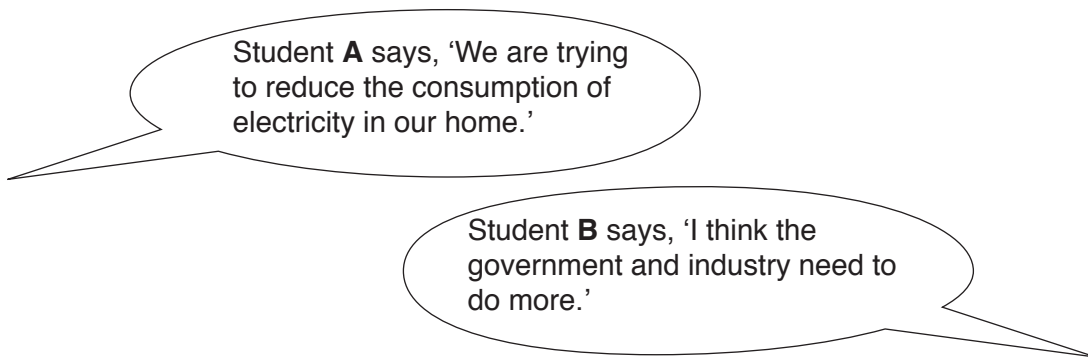 Student A says, ‘We are trying
to reduce the consumption of
electricity in our home.’
Student B says, ‘I think the
government and industry need to
do more.’